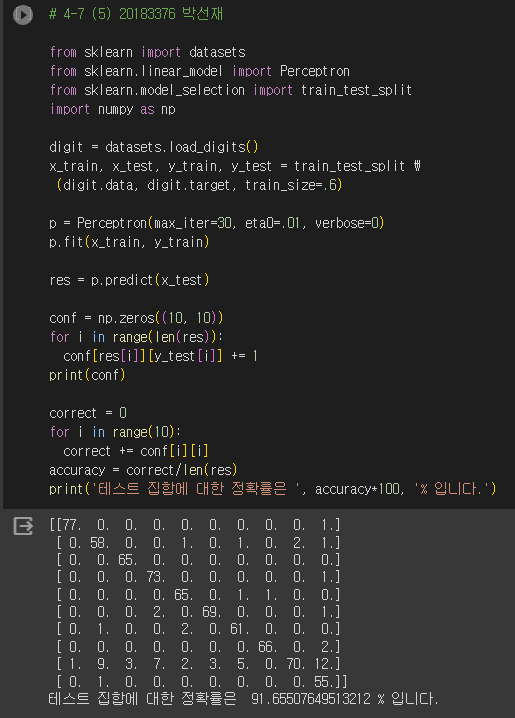 # 4-7 (5) 20183376 박선재
from sklearn import datasets
from sklearn.linear_model import Perceptron
from sklearn.model_selection import train_test_split
import numpy as np
digit = datasets.load_digits()
x_train, x_test, y_train, y_test = train_test_split ₩
(digit.data, digit.target, train_size=.6)
p = Perceptron(max_iter=30, eta0=.01, verbose=0)
p.fit(x_train, y_train)
res = p.predict(x_test)
conf = np.zeros((10, 10))
for i in range(len(res)):
  conf[res[i]][y_test[i]] += 1
print(conf)
correct = 0
for i in range(10):
  correct += conf[i][i]
accuracy = correct/len(res)
print('테스트 집합에 대한 정확률은 ', accuracy*100, '% 입니다.')
[[77.  0.  0.  0.  0.  0.  0.  0.  0.  1.]
 [ 0. 58.  0.  0.  1.  0.  1.  0.  2.  1.]
 [ 0.  0. 65.  0.  0.  0.  0.  0.  0.  0.]
 [ 0.  0.  0. 73.  0.  0.  0.  0.  0.  1.]
 [ 0.  0.  0.  0. 65.  0.  1.  1.  0.  0.]
 [ 0.  0.  0.  2.  0. 69.  0.  0.  0.  1.]
 [ 0.  1.  0.  0.  2.  0. 61.  0.  0.  0.]
 [ 0.  0.  0.  0.  0.  0.  0. 66.  0.  2.]
 [ 1.  9.  3.  7.  2.  3.  5.  0. 70. 12.]
 [ 0.  1.  0.  0.  0.  0.  0.  0.  0. 55.]]
테스트 집합에 대한 정확률은  91.65507649513212 % 입니다.